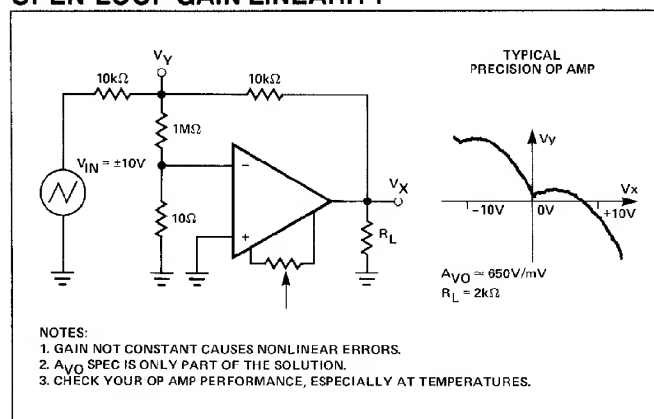 OPEN-LOOP GAIN LINEARITY
VY
10kΩ
10kΩ
1MΩ
VIN = ±10V
10Ω
−
+
VX
RL
TYPICAL
PRECISION OP AMP
Vy
Vx
−10V
0V
+10V
AVO ≃ 650V/mV
RL = 2kΩ
NOTES:
1. GAIN NOT CONSTANT CAUSES NONLINEAR ERRORS.
2. AVO SPEC IS ONLY PART OF THE SOLUTION.
3. CHECK YOUR OP AMP PERFORMANCE, ESPECIALLY AT TEMPERATURES.